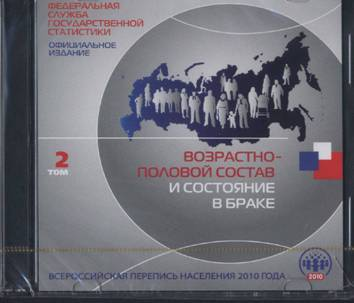 ФЕДЕРАЛЬНАЯ
СЛУЖБА
ГОСУДАРСТВЕННОЙ
СТАТИСТИКИ
ОФИЦИАЛЬНОЕ
ИЗДАНИЕ
2
ТОМ
ВОЗРАСТНО-
ПОЛОВОЙ СОСТАВ
И СОСТОЯНИЕ
В БРАКЕ
ВСЕРОССИЙСКАЯ ПЕРЕПИСЬ НАСЕЛЕНИЯ 2010 ГОДА
2010